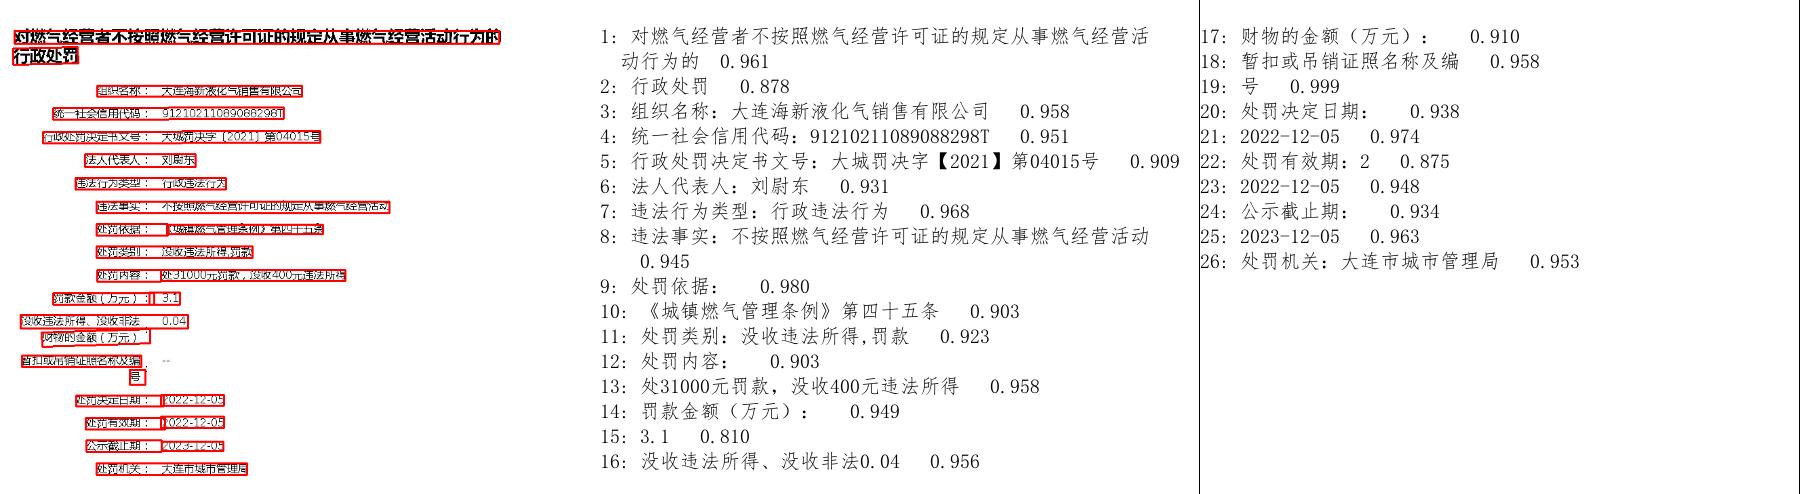 对燃气经营者不按照燃气经营许可证的规定从事燃气经营活动行为的
行政处罚
组织名称： 大连海新液化气销售有限公司
统一社会信用代码： 91210211089088298T
行政处罚决定书文号： 大城罚决字〔2021〕第04015号
法人代表人： 刘尉东
违法行为类型： 行政违法行为
违法事实： 不按照燃气经营许可证的规定从事燃气经营活动
处罚依据： 《城镇燃气管理条例》第四十五条
处罚类别： 没收违法所得,罚款
处罚内容： 处31000元罚款，没收400元违法所得
罚款金额（万元）： 3.1
没收违法所得、没收非法 0.04
财物的金额（万元）：
暂扣或吊销证照名称及编 --
号：
处罚决定日期： 2022-12-05
处罚有效期： 2022-12-05
公示截止期： 2023-12-05
处罚机关： 大连市城市管理局
1: 对燃气经营者不按照燃气经营许可证的规定从事燃气经营活
动行为的 0.961
2: 行政处罚 0.878
3: 组织名称：大连海新液化气销售有限公司 0.958
4: 统一社会信用代码：91210211089088298T 0.951
5: 行政处罚决定书文号：大城罚决字【2021】第04015号 0.909
6: 法人代表人：刘尉东 0.931
7: 违法行为类型：行政违法行为 0.968
8: 违法事实：不按照燃气经营许可证的规定从事燃气经营活动
0.945
9: 处罚依据： 0.980
10: 《城镇燃气管理条例》第四十五条 0.903
11: 处罚类别：没收违法所得,罚款 0.923
12: 处罚内容： 0.903
13: 处31000元罚款，没收400元违法所得 0.958
14: 罚款金额（万元）： 0.949
15: 3.1 0.810
16: 没收违法所得、没收非法0.04 0.956
17: 财物的金额（万元）： 0.910
18: 暂扣或吊销证照名称及编 0.958
19: 号 0.999
20: 处罚决定日期： 0.938
21: 2022-12-05 0.974
22: 处罚有效期：2 0.875
23: 2022-12-05 0.948
24: 公示截止期： 0.934
25: 2023-12-05 0.963
26: 处罚机关：大连市城市管理局 0.953